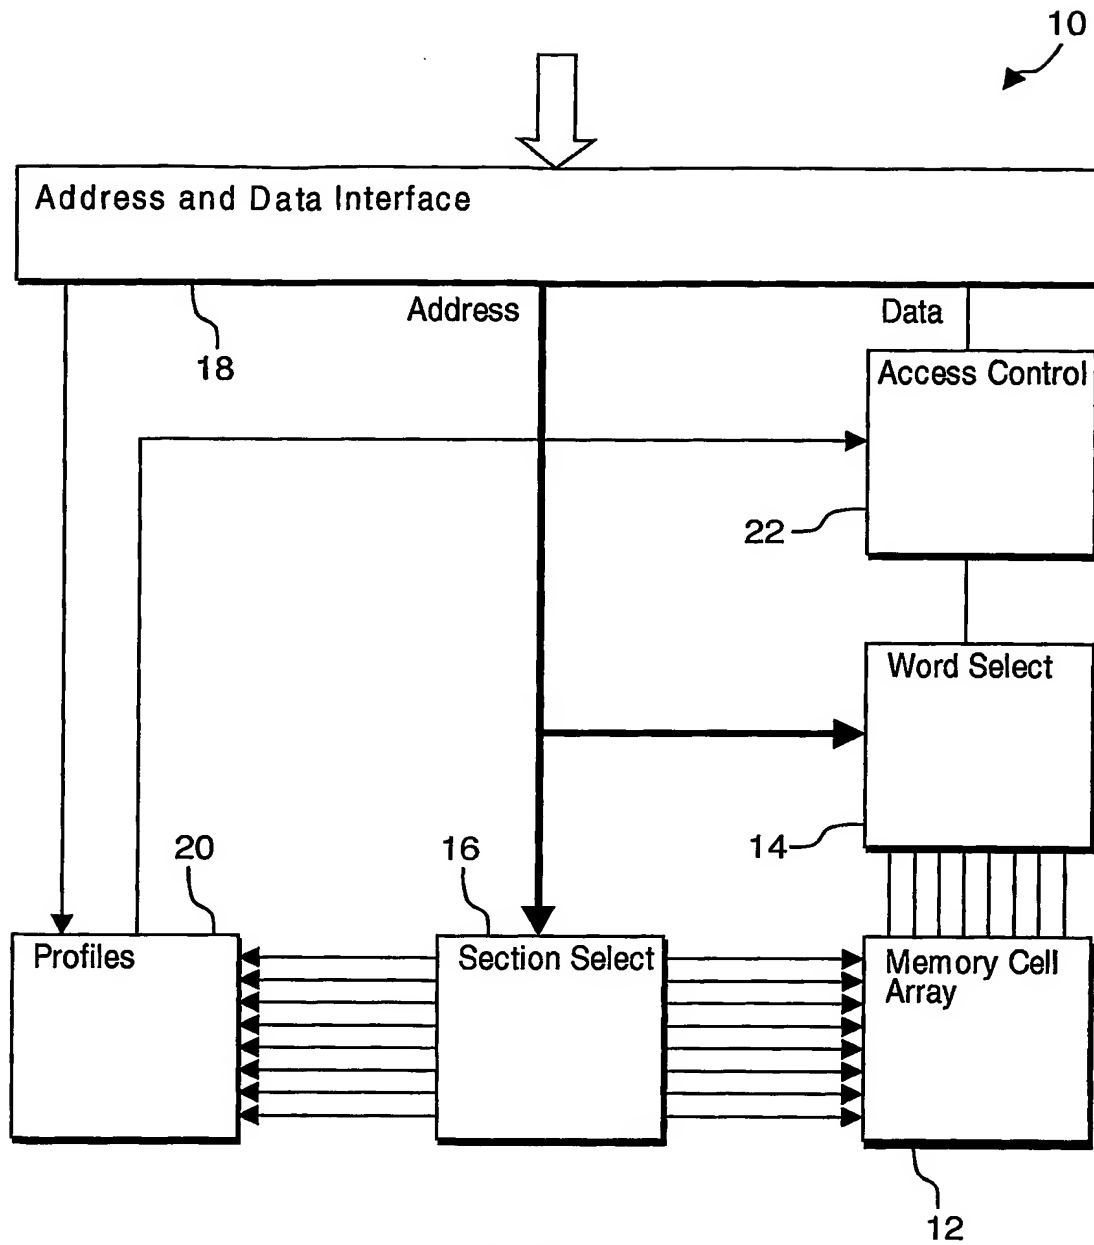 10
Address and Data Interface
Address
Data
18
Access Control
22
Word Select
14
20
16
Profiles
Section Select
Memory Cell
Array
12